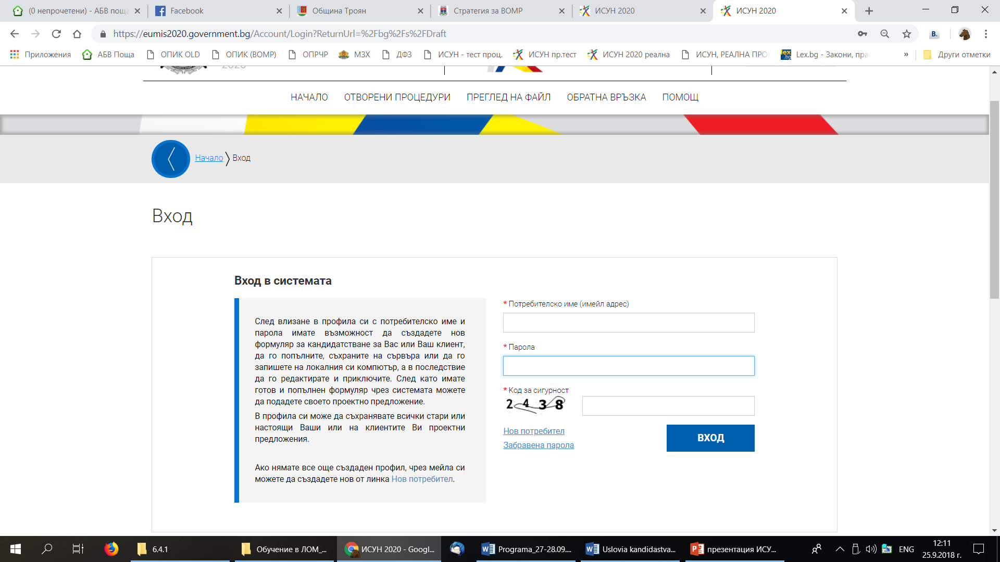 (0 непрочетени) - АБВ поща
Facebook
Община Троян
Стратегия за ВОМР
ИСУН 2020
ИСУН 2020
https://eumis2020.government.bg/Account/Login?ReturnUrl=%2Fbg%2Fs%2FDraft
B.
Приложения
АБВ Поща
ОПИК OLD
ОПИК (ВОМР)
ОПРЧР
МЗХ
ДФЗ
ИСУН - тест проц.
ИСУН пр.тест
ИСУН 2020 реална
ИСУН, РЕАЛНА ПРО
Lex.bg - Закони, пра
»
Други отметки
2020
НАЧАЛО
ОТВОРЕНИ ПРОЦЕДУРИ
ПРЕГЛЕД НА ФАЙЛ
ОБРАТНА ВРЪЗКА
ПОМОЩ
Начало
Вход
Вход
Вход в системата
След влизане в профила си с потребителско име и
парола имате възможност да създадете нов
формуляр за кандидатстване за Вас или Ваш клиент,
да го попълните, съхраните на сървъра или да го
запишете на локалния си компютър, а в последствие
да го редактирате и приключите. След като имате
готов и попълнен формуляр чрез системата можете
да подадете своето проектно предложение.
В профила си може да съхранявате всички стари или
настоящи Ваши или на клиентите Ви проектни
предложения.
Ако нямате все още създаден профил, чрез мейла си
можете да създадете нов от линка Нов потребител.
* Потребителско име (имейл адрес)
* Парола
* Код за сигурност
2 4 3 8
Нов потребител
Забравена парола
ВХОД
6.4.1
Обучение в ЛОМ_...
ИСУН 2020 - Googl...
Programa_27-28.09....
Uslovia kandidastva...
презентация ИСУ...
ENG
12:11
25.9.2018 г.